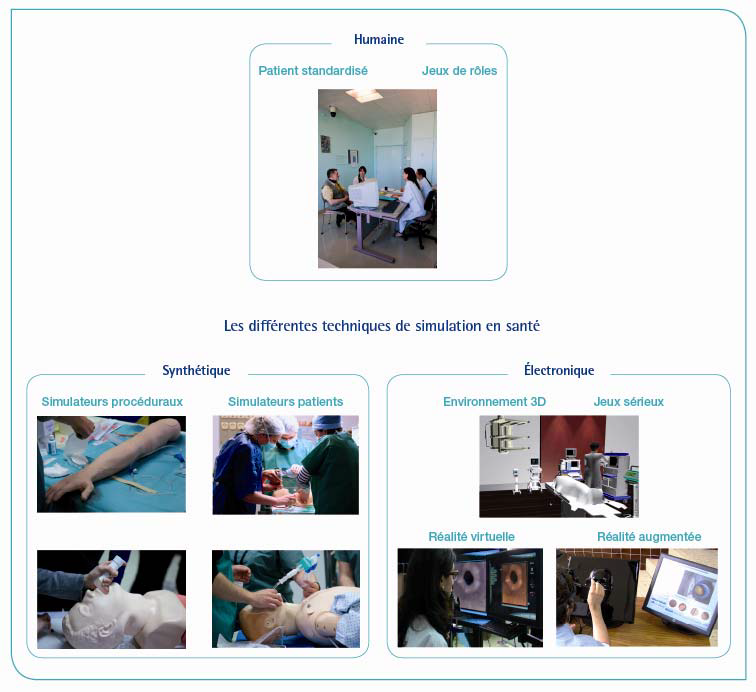 Humaine
Patient standardisé
Jeux de rôles
Les différentes techniques de simulation en santé
Synthétique
Simulateurs procéduraux
Simulateurs patients
Électronique
Environnement 3D
Jeux sérieux
Réalité virtuelle
Réalité augmentée